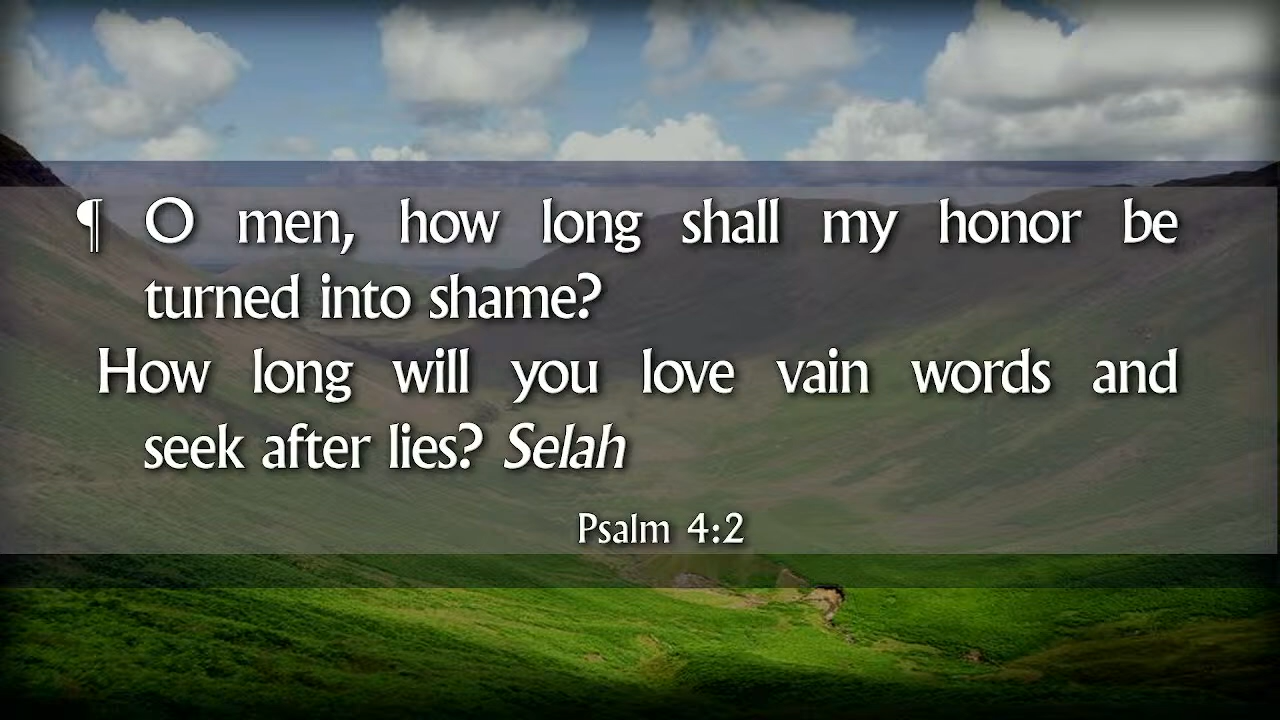 ¶ O men, how long shall my honor be
turned into shame?
How long will you love vain words and
seek after lies? Selah
Psalm 4:2